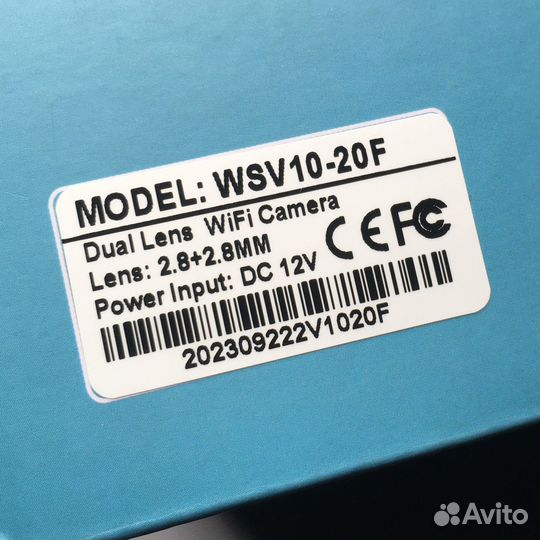 MODEL: WSV10-20F
Dual Lens WiFi Camera
Lens: 2.8+2.8MM
Power Input: DC 12V
CE FC
202309222V1020F
Avito